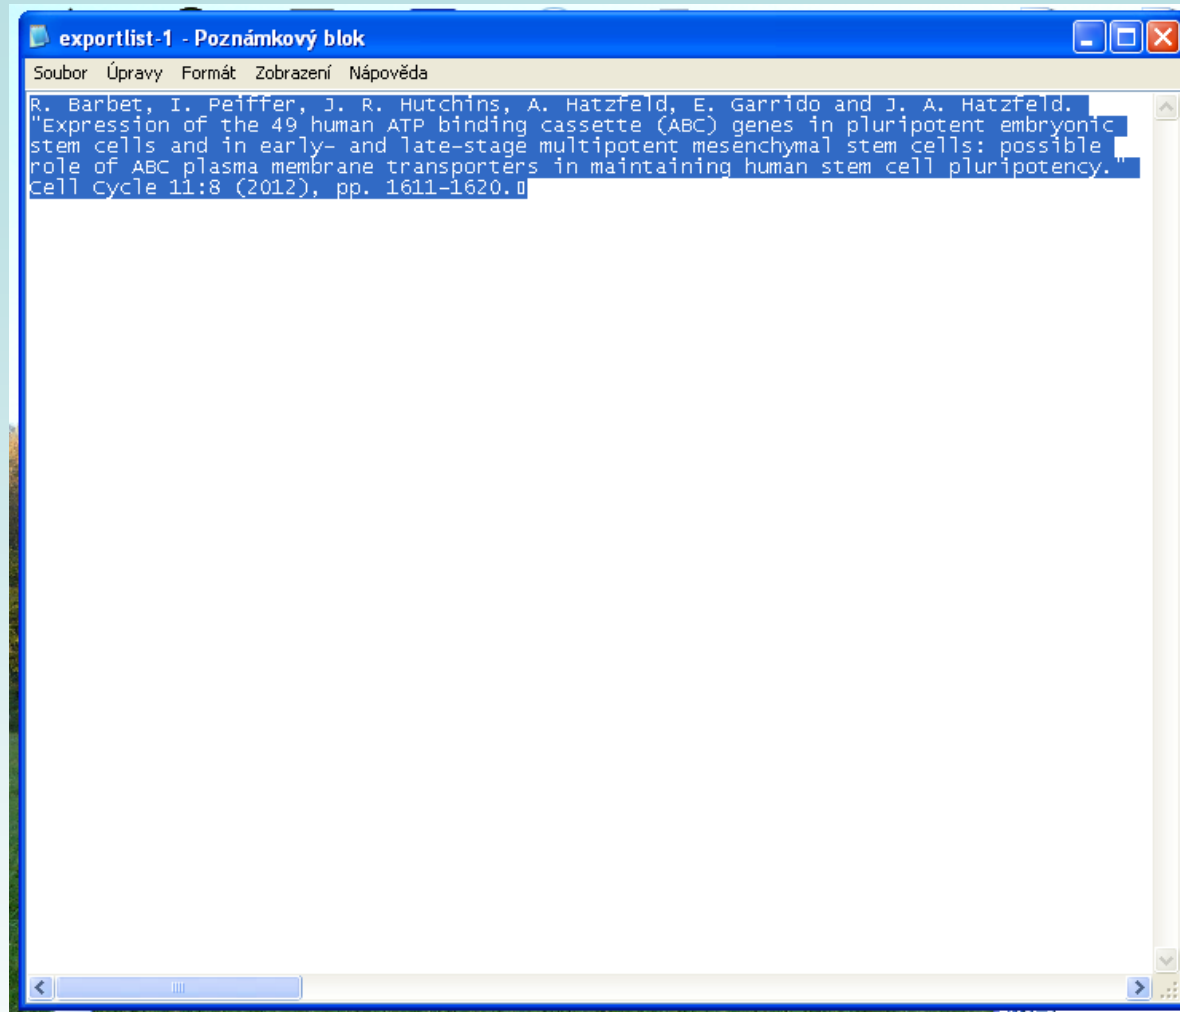 exportlist-1 - Poznámkový blok
Soubor Úpravy Formát Zobrazení Nápověda
R. Barbet, I. Peiffer, J. R. Hutchins, A. Hatzfeld, E. Garrido and J. A. Hatzfeld.
"Expression of the 49 human ATP binding cassette (ABC) genes in pluripotent embryonic
stem cells and in early- and late-stage multipotent mesenchymal stem cells: possible
role of ABC plasma membrane transporters in maintaining human stem cell pluripotency."
Cell Cycle 11:8 (2012), pp. 1611-1620.